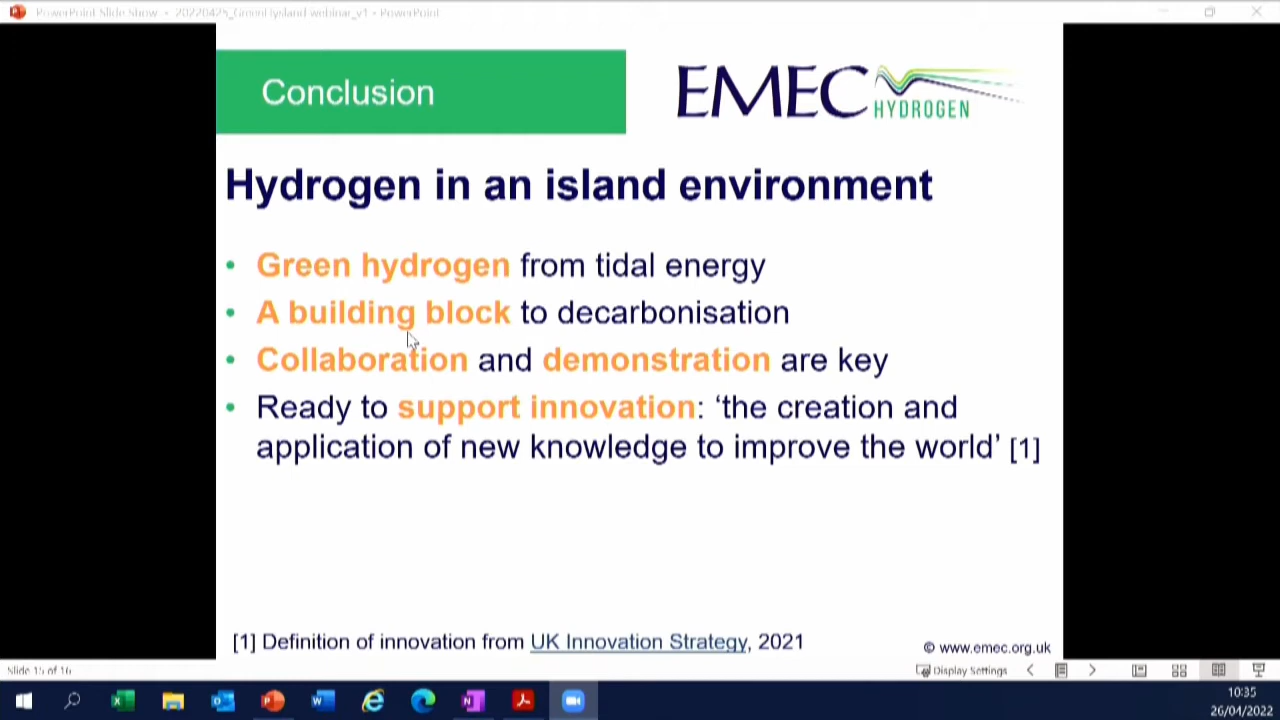 PowerPoint Slide Show - 20220425_GreenHysland webinar_v1 - PowerPoint
Conclusion
EMEC
HYDROGEN
Hydrogen in an island environment
• Green hydrogen from tidal energy
• A building block to decarbonisation
• Collaboration and demonstration are key
• Ready to support innovation: ‘the creation and
application of new knowledge to improve the world’ [1]
[1] Definition of innovation from UK Innovation Strategy, 2021
© www.emec.org.uk
Slide 15 of 16
Display Settings
10:35
26/04/2022